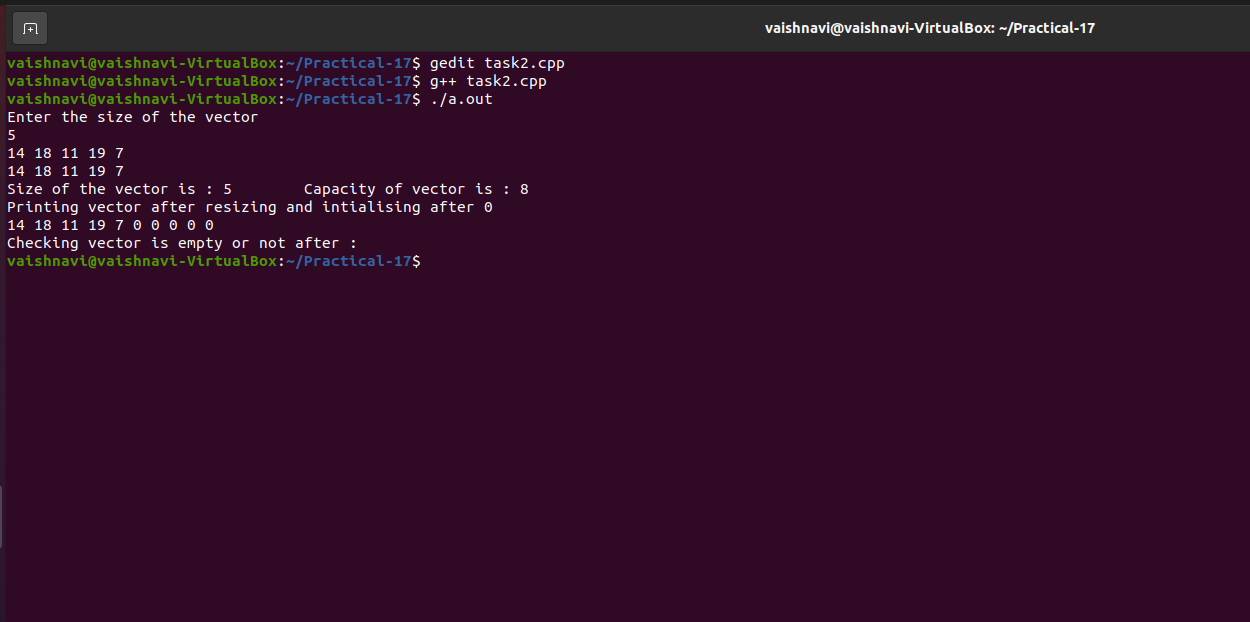 vaishnavi@vaishnavi-VirtualBox: ~/Practical-17
vaishnavi@vaishnavi-VirtualBox:~/Practical-17$ gedit task2.cpp
vaishnavi@vaishnavi-VirtualBox:~/Practical-17$ g++ task2.cpp
vaishnavi@vaishnavi-VirtualBox:~/Practical-17$ ./a.out
Enter the size of the vector
5
14 18 11 19 7
14 18 11 19 7
Size of the vector is : 5        Capacity of vector is : 8
Printing vector after resizing and intialising after 0
14 18 11 19 7 0 0 0 0 0
Checking vector is empty or not after :
vaishnavi@vaishnavi-VirtualBox:~/Practical-17$